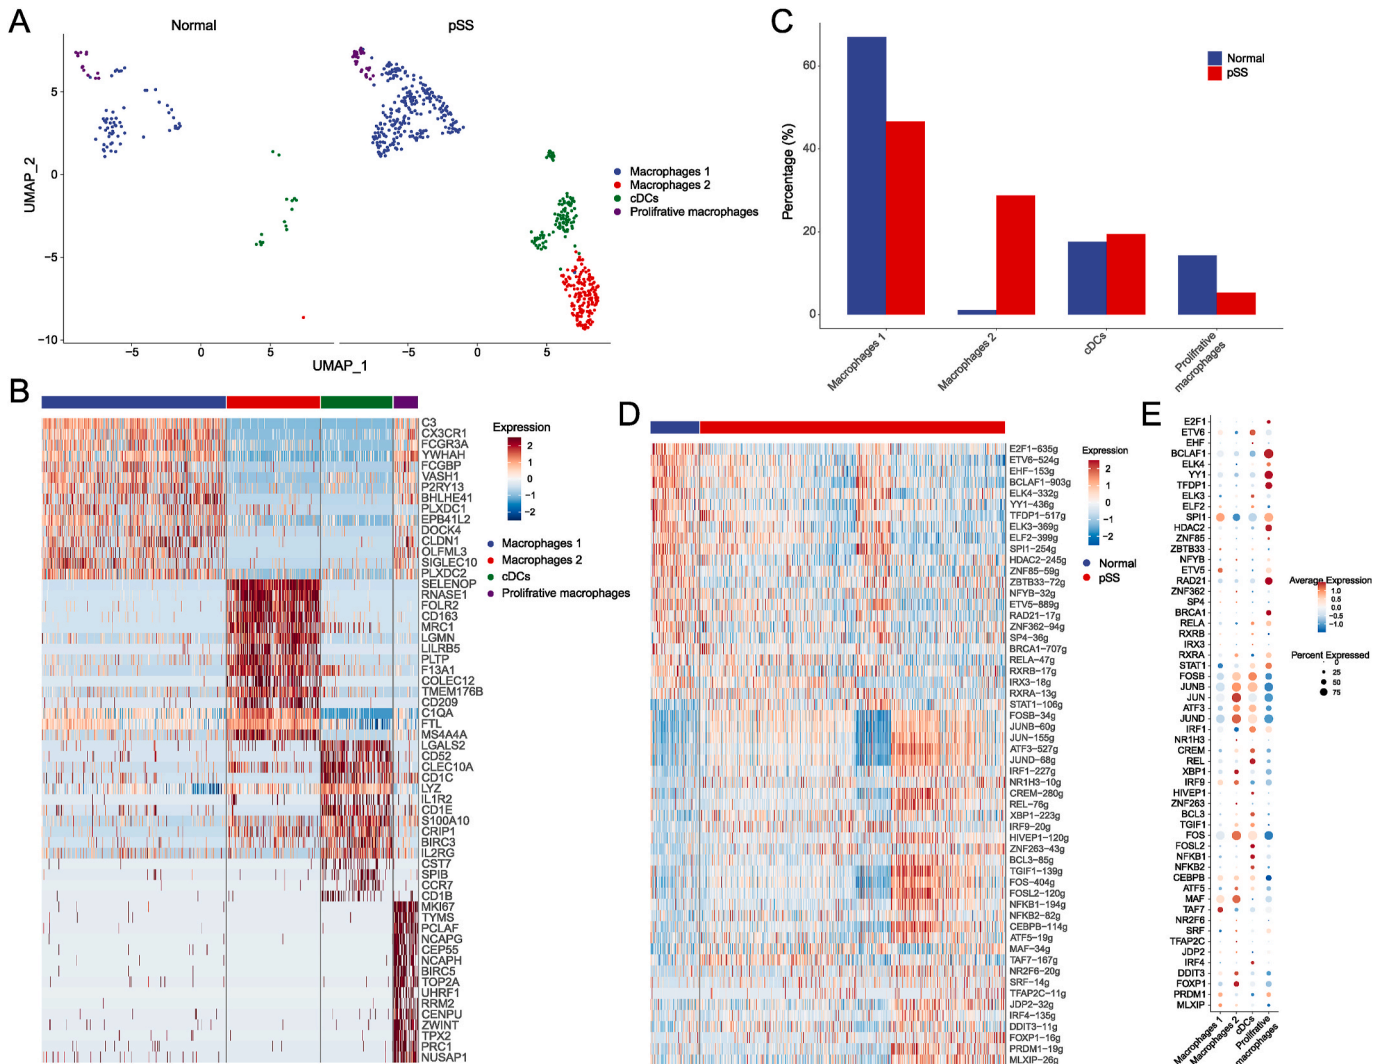 A
Normal
pSS
5
0
−5
−10
UMAP_2
−5
0
5
−5
0
5
UMAP_1
Macrophages 1
Macrophages 2
cDCs
Prolifrative macrophages
C
Percentage (%)
60
40
20
0
Normal
pSS
Macrophages 1
Macrophages 2
cDCs
Prolifrative
macrophages
B
C3
CX3CR1
FCGR3A
YWHAH
FCGBP
VASH1
P2RY13
BHLHE41
PLXDC1
EPB41L2
DOCK4
CLDN1
OLFML3
SIGLEC10
PLXDC2
SELENOP
RNASE1
FOLR2
CD163
MRC1
LGMN
LILRB5
PLTP
F13A1
COLEC12
TMEM176B
CD209
C1QA
FTL
MS4A4A
LGALS2
CD52
CLEC10A
CD1C
LYZ
IL1R2
CD1E
S100A10
CRIP1
BIRC3
IL2RG
CST7
SPIB
CCR7
CD1B
MKI67
TYMS
PCLAF
NCAPG
CEP55
NCAPH
BIRC5
TOP2A
UHRF1
RRM2
CENPU
ZWINT
TPX2
PRC1
NUSAP1
Expression
2
1
0
−1
−2
Macrophages 1
Macrophages 2
cDCs
Prolifrative macrophages
D
E2F1−635g
ETV6−524g
EHF−153g
BCLAF1−903g
ELK4−332g
YY1−436g
TFDP1−517g
ELK3−369g
ELF2−399g
SPI1−254g
HDAC2−245g
ZNF85−59g
ZBTB33−72g
NFYB−32g
ETV5−889g
RAD21−17g
ZNF362−94g
SP4−36g
BRCA1−707g
RELA−47g
RXRB−17g
IRX3−18g
RXRA−13g
STAT1−106g
FOSB−34g
JUNB−60g
JUN−155g
ATF3−527g
JUND−68g
IRF1−227g
NR1H3−10g
CREM−280g
REL−76g
XBP1−223g
IRF9−20g
HIVEP1−120g
ZNF263−43g
BCL3−85g
TGIF1−139g
FOS−404g
FOSL2−120g
NFKB1−194g
NFKB2−82g
CEBPB−114g
ATF5−19g
MAF−34g
TAF7−167g
NR2F6−20g
SRF−14g
TFAP2C−11g
JDP2−32g
IRF4−135g
DDIT3−11g
FOXP1−16g
PRDM1−19g
MLXIP−26g
Expression
2
1
0
−1
−2
Normal
pSS
E
E2F1
ETV6
EHF
BCLAF1
ELK4
YY1
TFDP1
ELK3
ELF2
SPI1
HDAC2
ZNF85
ZBTB33
NFYB
ETV5
RAD21
ZNF362
SP4
BRCA1
RELA
RXRB
IRX3
RXRA
STAT1
FOSB
JUNB
JUN
ATF3
JUND
IRF1
NR1H3
CREM
REL
XBP1
IRF9
HIVEP1
ZNF263
BCL3
TGIF1
FOS
FOSL2
NFKB1
NFKB2
CEBPB
ATF5
MAF
TAF7
NR2F6
SRF
TFAP2C
JDP2
IRF4
DDIT3
FOXP1
PRDM1
MLXIP
Macrophages 1
Macrophages 2
cDCs
Prolifrative
macrophages
Average Expression
1.0
0.5
0.0
−0.5
−1.0
Percent Expressed
0
25
50
75